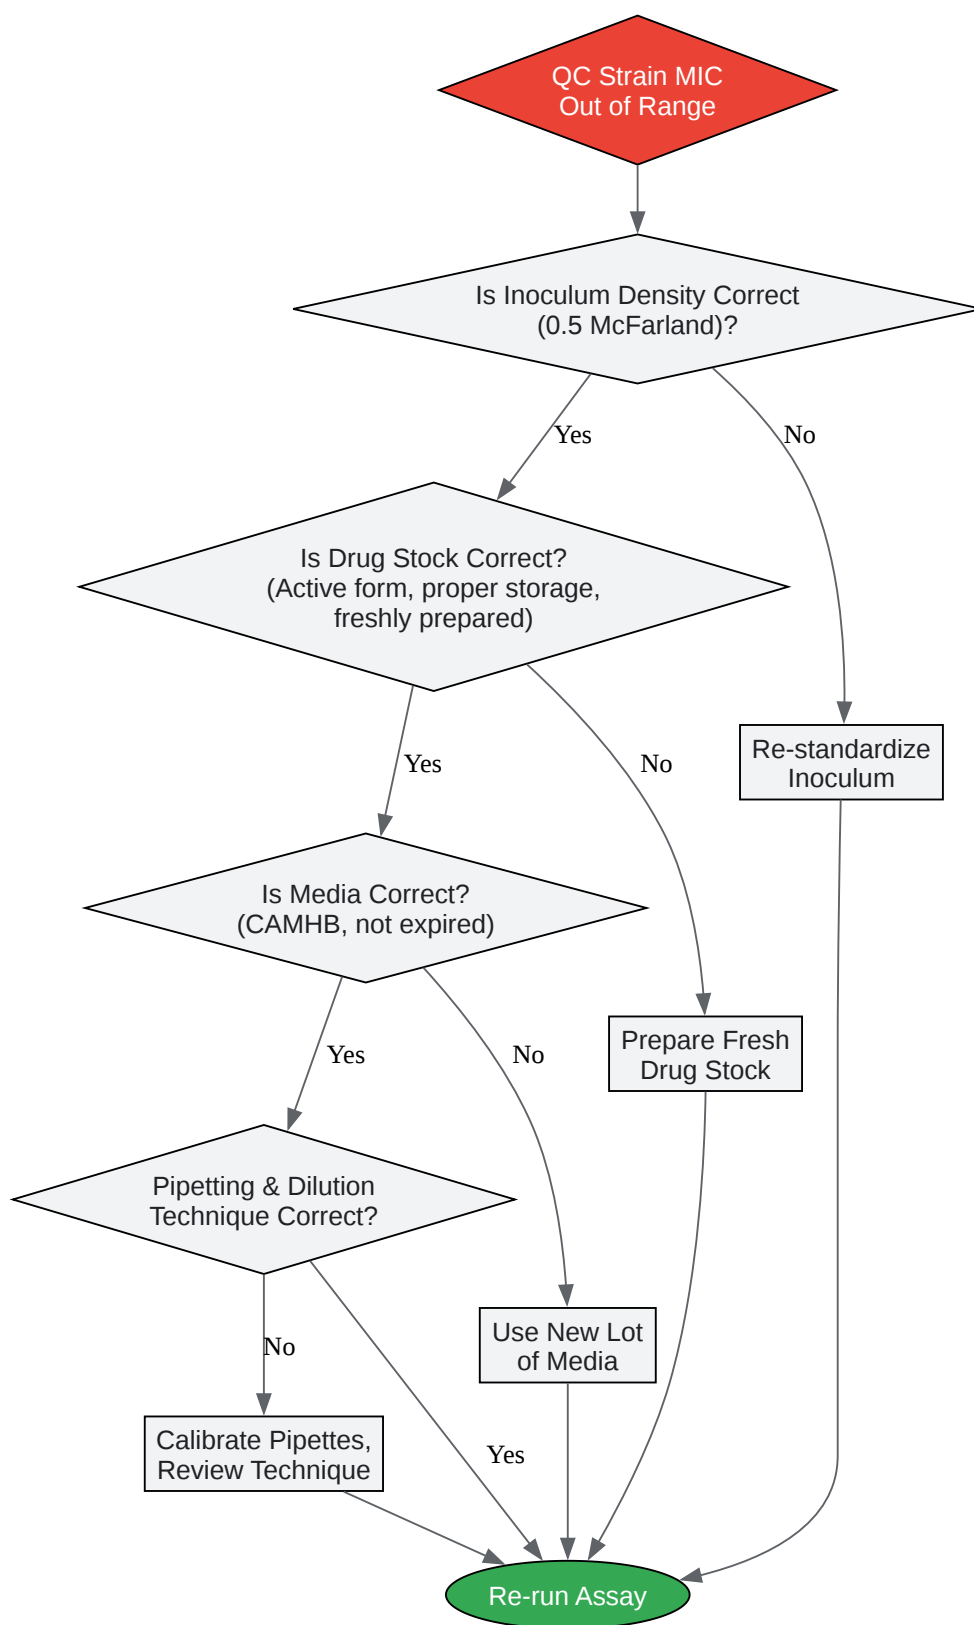 QC Strain MIC
Out of Range
Is Inoculum Density Correct
(0.5 McFarland)?
Yes
No
Is Drug Stock Correct?
(Active form, proper storage,
freshly prepared)
Yes
No
Re-standardize
Inoculum
Is Media Correct?
(CAMHB, not expired)
Yes
No
Prepare Fresh
Drug Stock
Pipetting & Dilution
Technique Correct?
No
Yes
Use New Lot
of Media
Calibrate Pipettes,
Review Technique
Re-run Assay